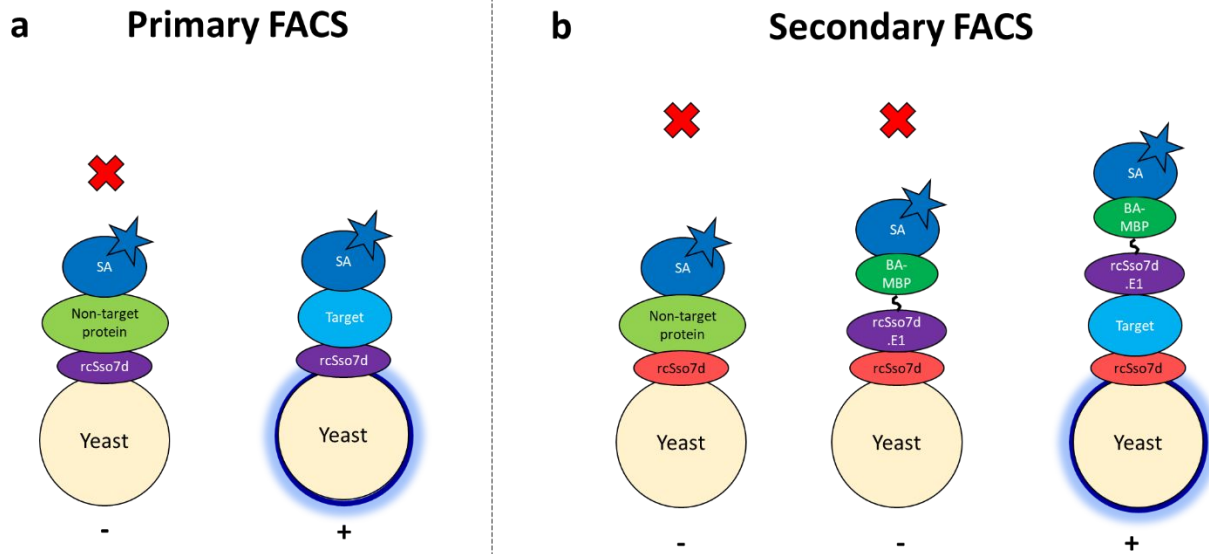 a
Primary FACS
SA
Non-target
protein
rcSso7d
Yeast
-
SA
Target
rcSso7d
Yeast
+
b
Secondary FACS
SA
Non-target
protein
rcSso7d
Yeast
-
SA
BA-
MBP
rcSso7d
.E1
rcSso7d
Yeast
-
SA
BA-
MBP
rcSso7d
.E1
Target
rcSso7d
Yeast
+